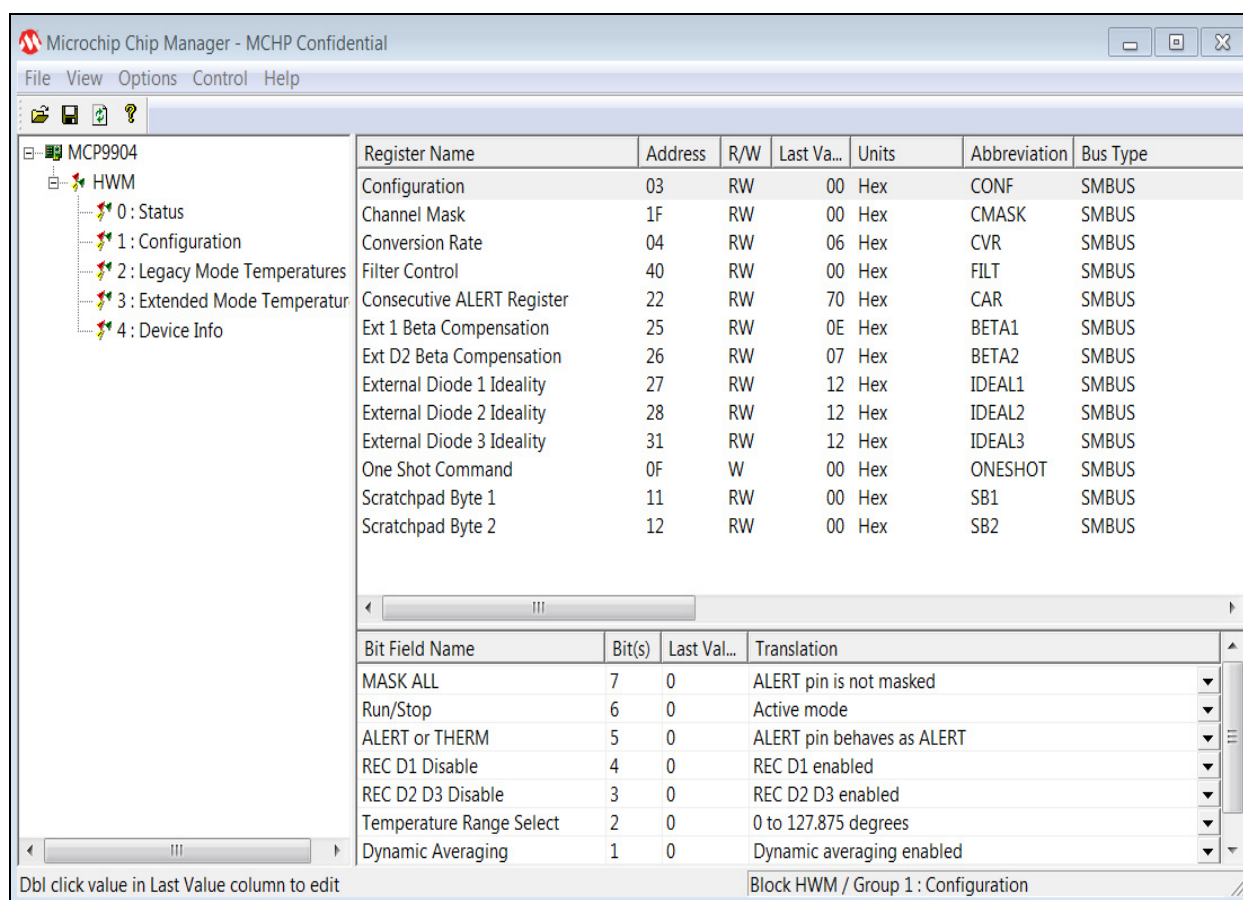 Microchip Chip Manager - MCHP Confidential
File View Options Control Help
MCP9904
HWM
0 : Status
1 : Configuration
2 : Legacy Mode Temperatures
3 : Extended Mode Temperatur
4 : Device Info
Register Name Address R/W Last Va... Units Abbreviation Bus Type
Configuration 03 RW 00 Hex CONF SMBUS
Channel Mask 1F RW 00 Hex CMASK SMBUS
Conversion Rate 04 RW 06 Hex CVR SMBUS
Filter Control 40 RW 00 Hex FILT SMBUS
Consecutive ALERT Register 22 RW 70 Hex CAR SMBUS
Ext 1 Beta Compensation 25 RW 0E Hex BETA1 SMBUS
Ext D2 Beta Compensation 26 RW 07 Hex BETA2 SMBUS
External Diode 1 Ideality 27 RW 12 Hex IDEAL1 SMBUS
External Diode 2 Ideality 28 RW 12 Hex IDEAL2 SMBUS
External Diode 3 Ideality 31 RW 12 Hex IDEAL3 SMBUS
One Shot Command 0F W 00 Hex ONESHOT SMBUS
Scratchpad Byte 1 11 RW 00 Hex SB1 SMBUS
Scratchpad Byte 2 12 RW 00 Hex SB2 SMBUS
Bit Field Name Bit(s) Last Val... Translation
MASK ALL 7 0 ALERT pin is not masked
Run/Stop 6 0 Active mode
ALERT or THERM 5 0 ALERT pin behaves as ALERT
REC D1 Disable 4 0 REC D1 enabled
REC D2 D3 Disable 3 0 REC D2 D3 enabled
Temperature Range Select 2 0 0 to 127.875 degrees
Dynamic Averaging 1 0 Dynamic averaging enabled
Dbl click value in Last Value column to edit Block HWM / Group 1 : Configuration